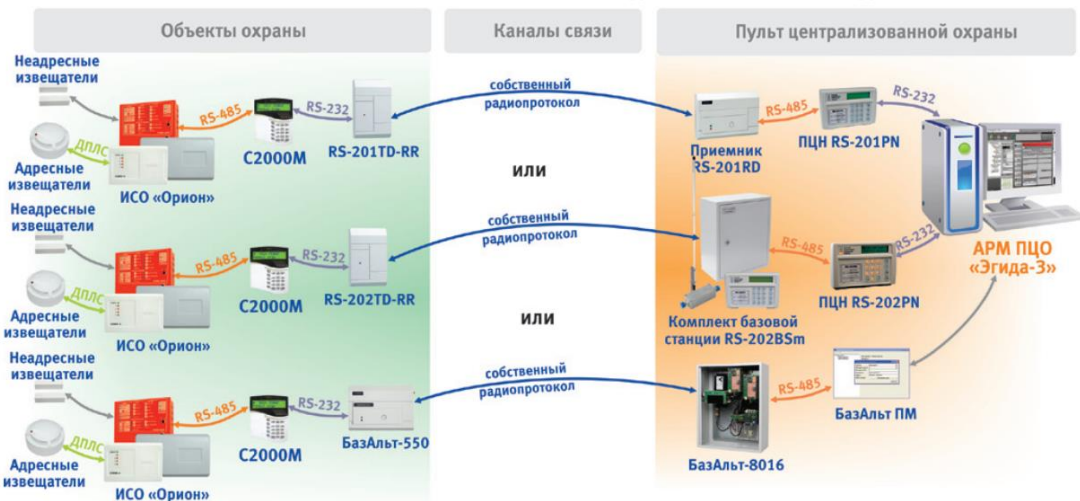 Объекты охраны
Каналы связи
Пульт централизованной охраны
Неадресные
извещатели
ДПЛС
Адресные
извещатели
ИСО «Орион»
RS-485
С2000М
RS-232
RS-201TD-RR
собственный
радиопротокол
Приемник
RS-201RD
RS-485
ПЦН RS-201PN
RS-232
или
Неадресные
извещатели
ДПЛС
Адресные
извещатели
ИСО «Орион»
RS-485
С2000М
RS-232
RS-202TD-RR
собственный
радиопротокол
Комплект базовой
станции RS-202BSm
RS-485
ПЦН RS-202PN
RS-232
АРМ ПЦО
«Эгида-3»
или
Неадресные
извещатели
ДПЛС
Адресные
извещатели
ИСО «Орион»
RS-485
С2000М
RS-232
БазАльт-550
собственный
радиопротокол
БазАльт-8016
RS-485
БазАльт ПМ